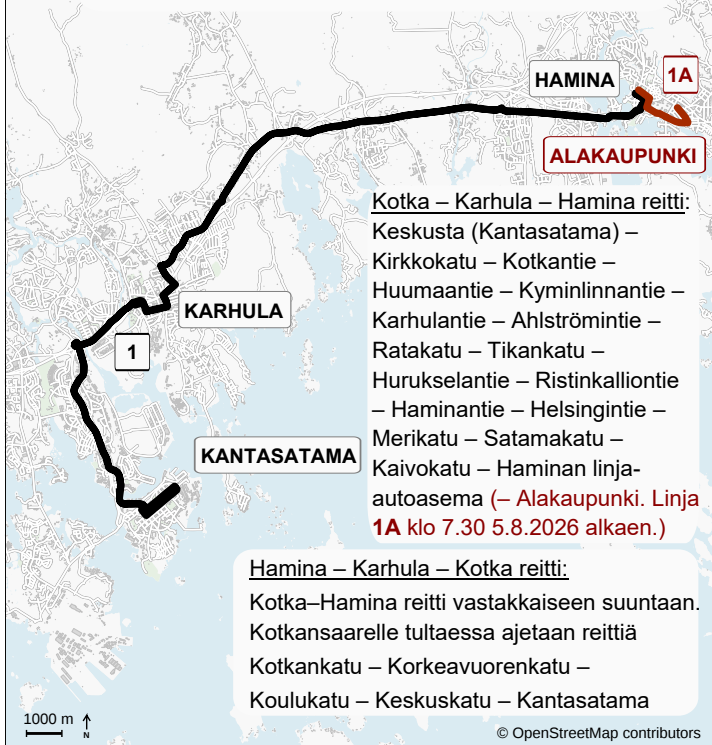 HAMINA
1A
ALAKAUPUNKI
Kotka – Karhula – Hamina reitti:
Keskusta (Kantasatama) –
Kirkkokatu – Kotkantie –
Huumaantie – Kyminlinnantie –
Karhulantie – Ahlströmintie –
Ratakatu – Tikankatu –
Hurukselantie – Ristinkalliontie
– Haminantie – Helsingintie –
Merikatu – Satamakatu –
Kaivokatu – Haminan linja-
autoasema (– Alakaupunki. Linja
1A klo 7.30 5.8.2026 alkaen.)
KARHULA
1
KANTASATAMA
Hamina – Karhula – Kotka reitti:
Kotka–Hamina reitti vastakkaiseen suuntaan.
Kotkansaarelle tultaessa ajetaan reittiä
Kotkankatu – Korkeavuorenkatu –
Koulukatu – Keskuskatu – Kantasatama
1000 m
N
© OpenStreetMap contributors